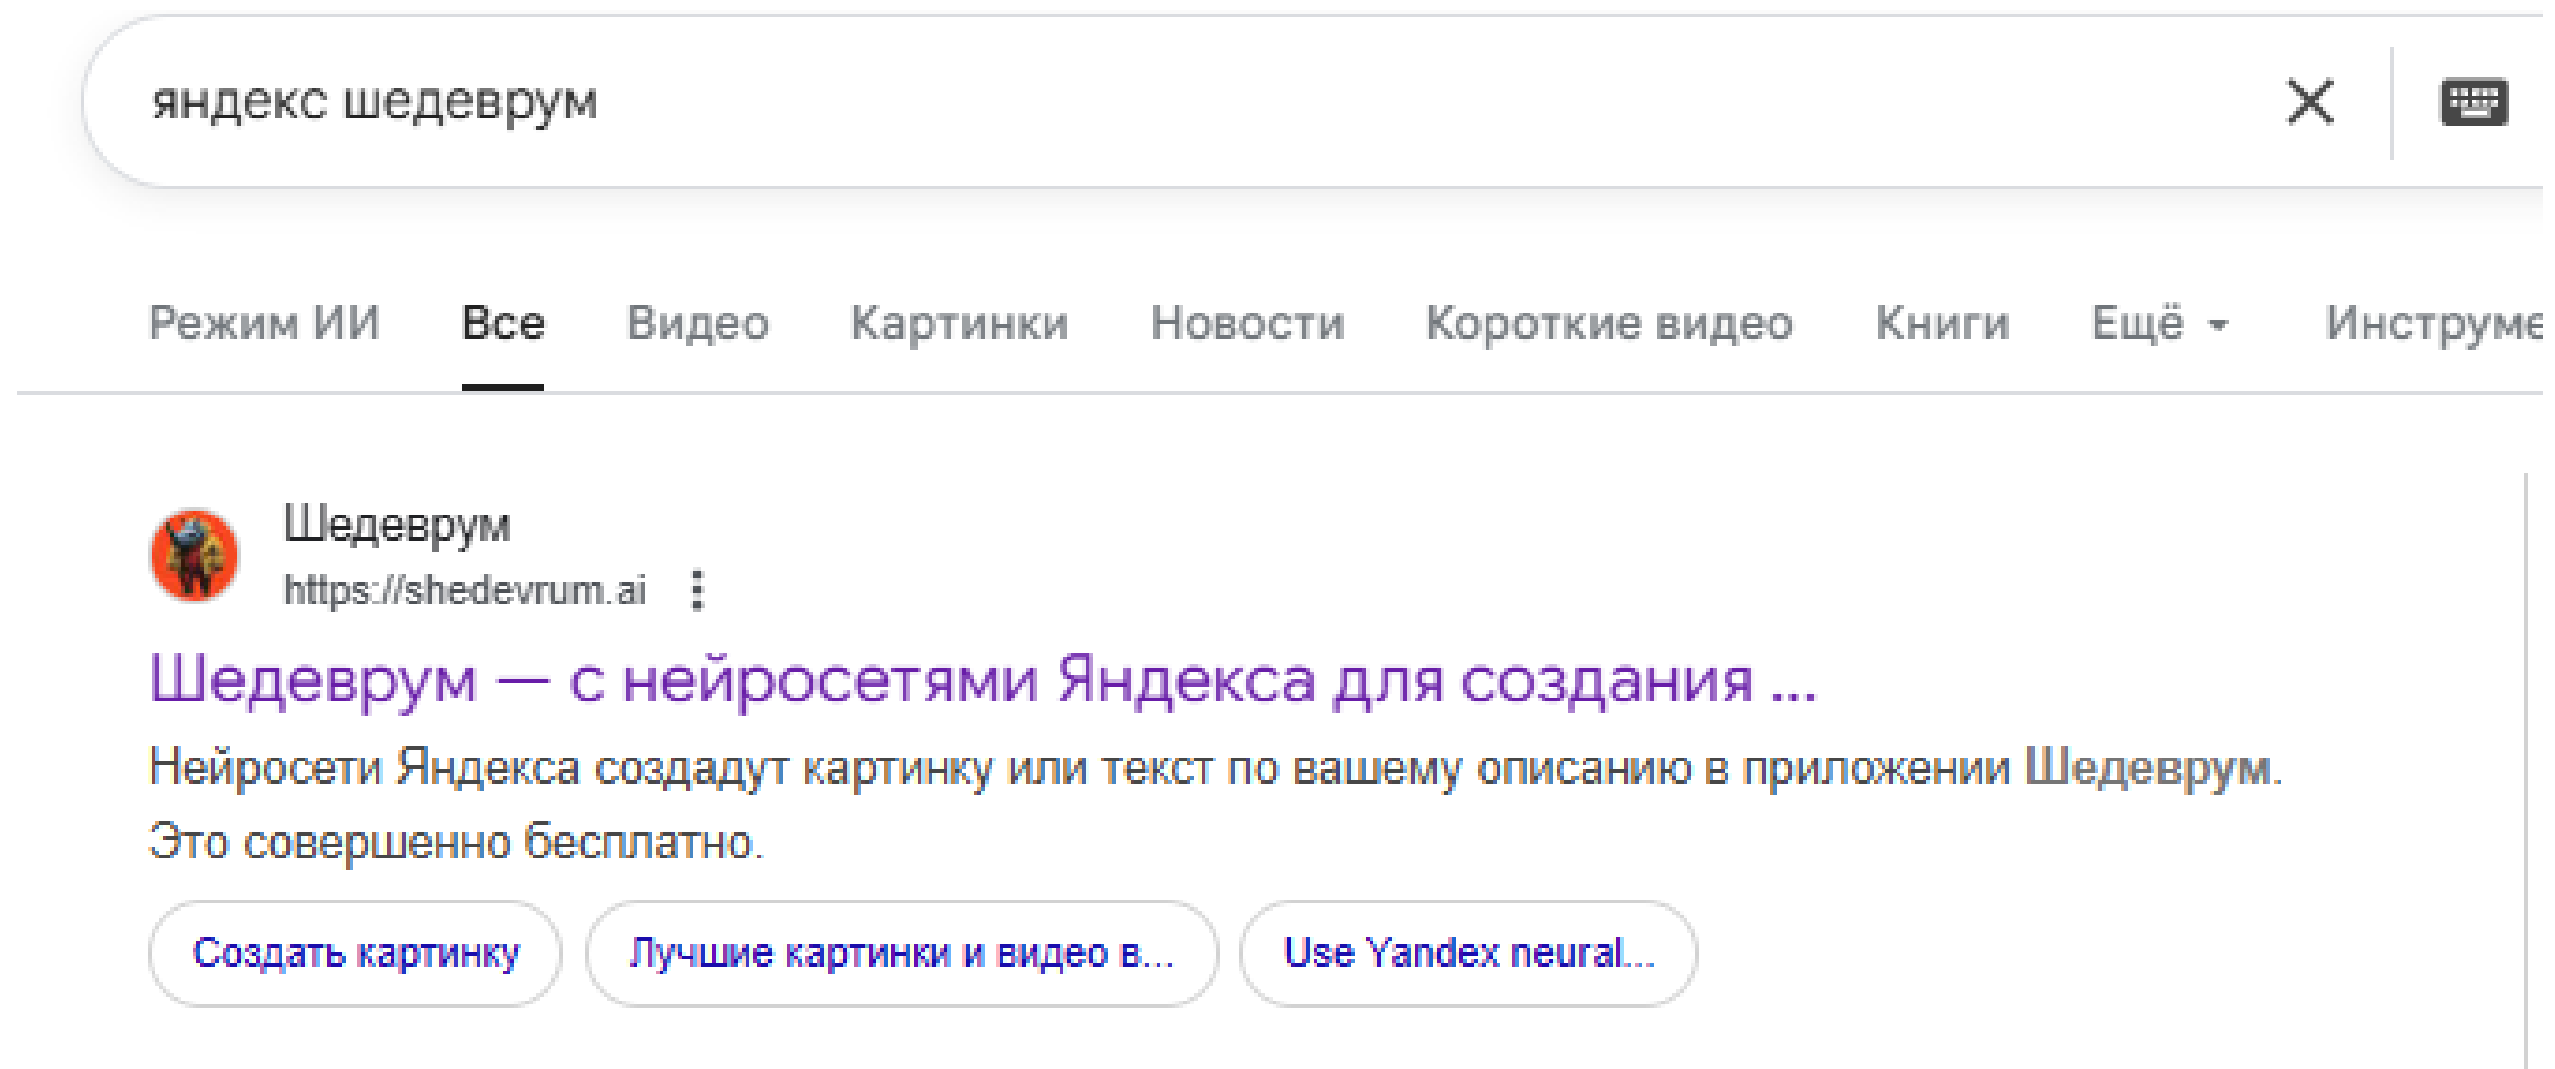 яндекс шедеврум
Режим ИИ Все Видео Картинки Новости Короткие видео Книги Ещё Инструме
Шедеврум
https://shedevrum.ai
Шедеврум — с нейросетями Яндекса для создания ...
Нейросети Яндекса создадут картинку или текст по вашему описанию в приложении Шедеврум.
Это совершенно бесплатно.
Создать картинку Лучшие картинки и видео в... Use Yandex neural...